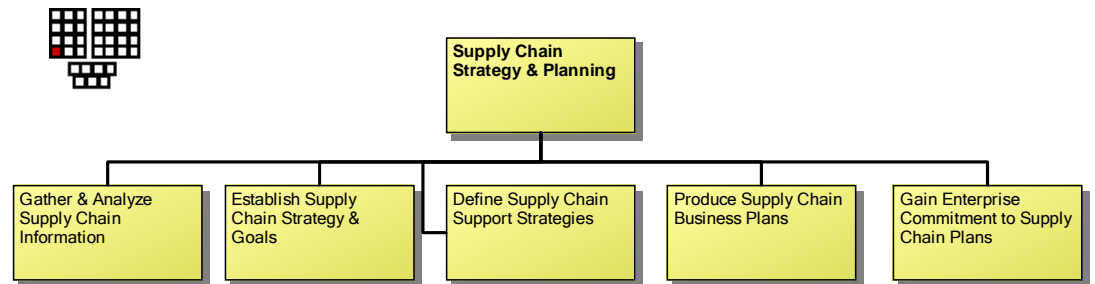 Supply Chain
Strategy & Planning
Gather & Analyze
Supply Chain
Information
Establish Supply
Chain Strategy &
Goals
Define Supply Chain
Support Strategies
Produce Supply Chain
Business Plans
Gain Enterprise
Commitment to Supply
Chain Plans